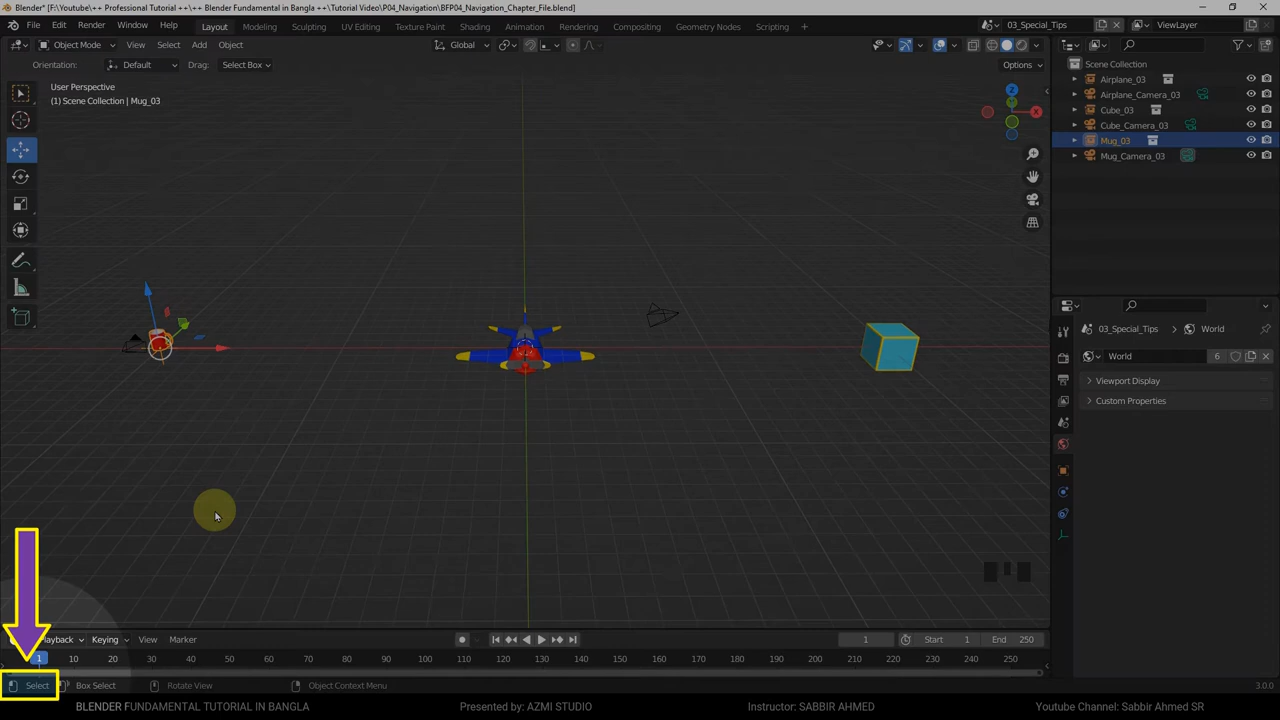 Blender* [F:\Youtube\++ Professional Tutorial ++\++ Blender Fundamental in Bangla ++\Tutorial Video\P04_Navigation\BFP04_Navigation_Chapter_File.blend]
File Edit Render Window Help Layout Modeling Sculpting UV Editing Texture Paint Shading Animation Rendering Compositing Geometry Nodes Scripting + 03_Special_Tips ViewLayer
Object Mode View Select Add Object Global
Orientation: Default Drag: Select Box Options
User Perspective
(1) Scene Collection | Mug_03
Z
X
Scene Collection
Airplane_03
Airplane_Camera_03
Cube_03
Cube_Camera_03
Mug_03
Mug_Camera_03
03_Special_Tips World
World 6
Viewport Display
Custom Properties
Playback Keying View Marker 1 Start 1 End 250
1 10 20 30 40 50 60 70 80 90 100 110 120 130 140 150 160 170 180 190 200 210 220 230 240 250
Select Box Select Rotate View Object Context Menu 3.0.0
BLENDER FUNDAMENTAL TUTORIAL IN BANGLA Presented by: AZMI STUDIO Instructor: SABBIR AHMED Youtube Channel: Sabbir Ahmed SR